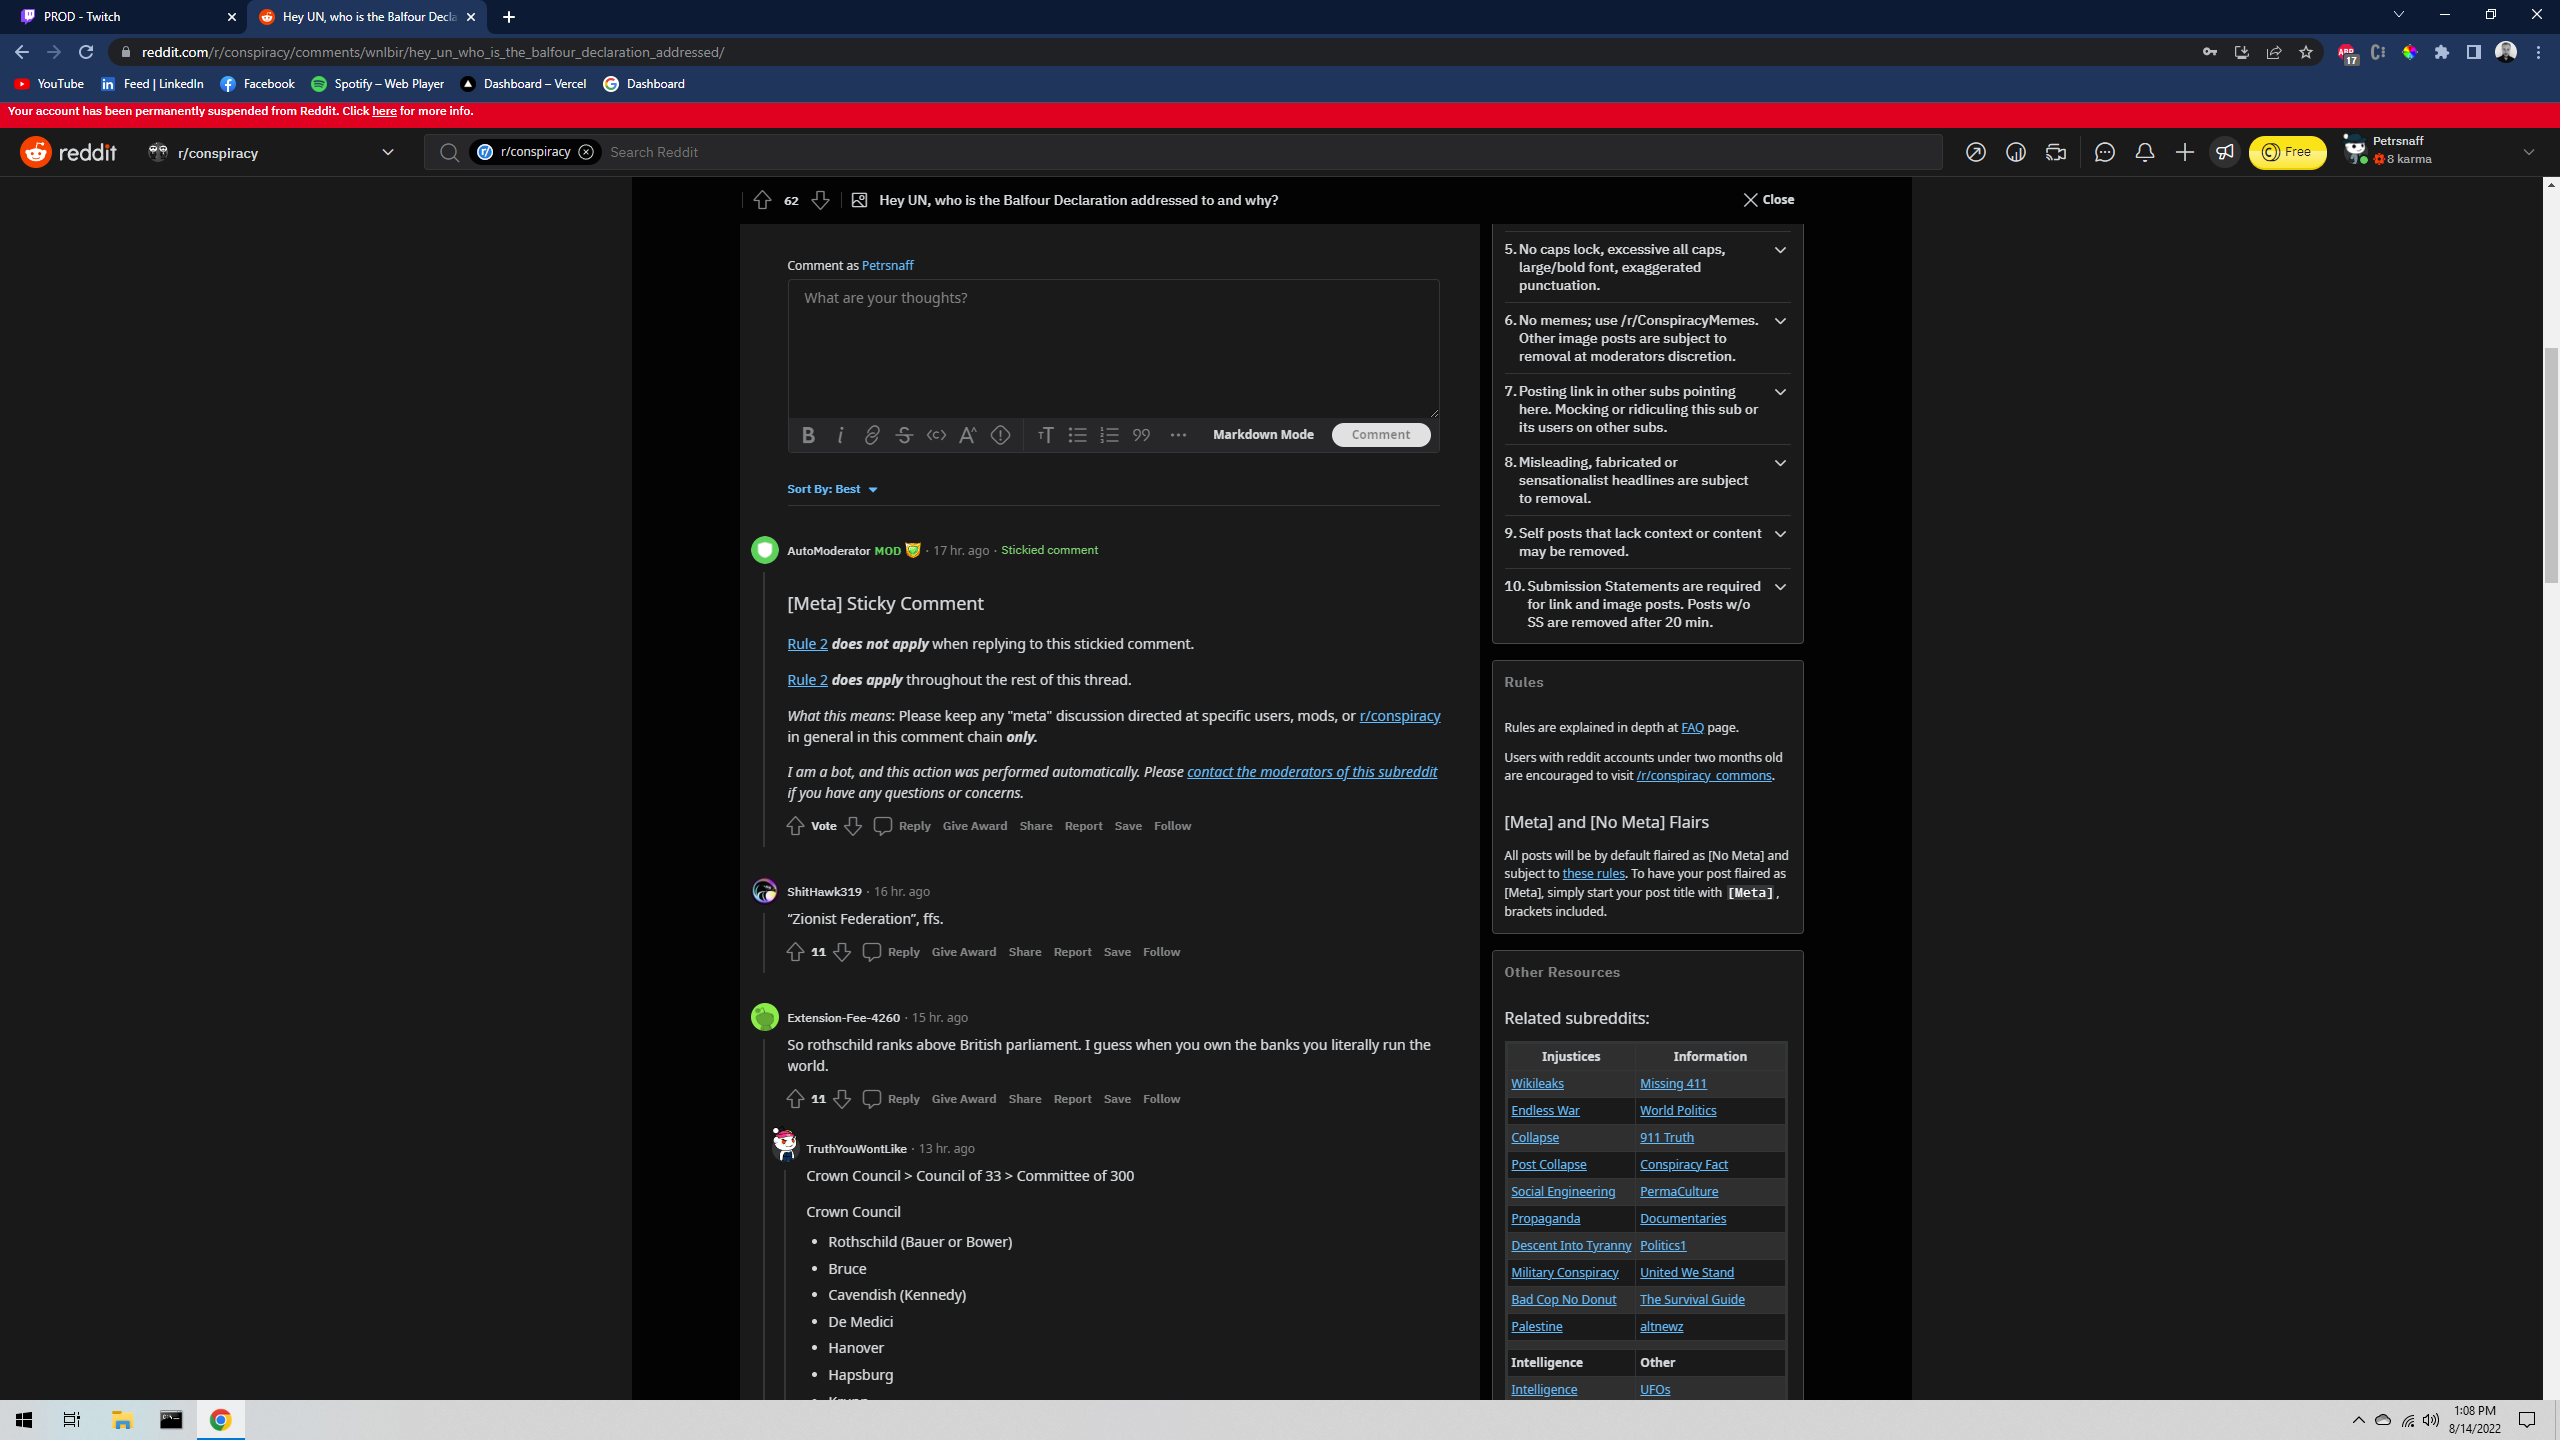 PROD - Twitch
Hey UN, who is the Balfour Decla
reddit.com/r/conspiracy/comments/wnlbir/hey_un_who_is_the_balfour_declaration_addressed/
ABP
17
YouTube
Feed | LinkedIn
Facebook
Spotify – Web Player
Dashboard – Vercel
Dashboard
Your account has been permanently suspended from Reddit. Click here for more info.
reddit
r/conspiracy
r/conspiracy
Search Reddit
Free
Petrsnaff
8 karma
62
Hey UN, who is the Balfour Declaration addressed to and why?
Close
Comment as Petrsnaff
What are your thoughts?
Markdown Mode
Comment
Sort By: Best
AutoModerator MOD · 17 hr. ago · Stickied comment
[Meta] Sticky Comment
Rule 2 does not apply when replying to this stickied comment.
Rule 2 does apply throughout the rest of this thread.
What this means: Please keep any "meta" discussion directed at specific users, mods, or r/conspiracy
in general in this comment chain only.
I am a bot, and this action was performed automatically. Please contact the moderators of this subreddit
if you have any questions or concerns.
Vote Reply Give Award Share Report Save Follow
ShitHawk319 · 16 hr. ago
“Zionist Federation”, ffs.
11 Reply Give Award Share Report Save Follow
Extension-Fee-4260 · 15 hr. ago
So rothschild ranks above British parliament. I guess when you own the banks you literally run the
world.
11 Reply Give Award Share Report Save Follow
TruthYouWontLike · 13 hr. ago
Crown Council > Council of 33 > Committee of 300
Crown Council
• Rothschild (Bauer or Bower)
• Bruce
• Cavendish (Kennedy)
• De Medici
• Hanover
• Hapsburg
5. No caps lock, excessive all caps,
large/bold font, exaggerated
punctuation.
6. No memes; use /r/ConspiracyMemes.
Other image posts are subject to
removal at moderators discretion.
7. Posting link in other subs pointing
here. Mocking or ridiculing this sub or
its users on other subs.
8. Misleading, fabricated or
sensationalist headlines are subject
to removal.
9. Self posts that lack context or content
may be removed.
10. Submission Statements are required
for link and image posts. Posts w/o
SS are removed after 20 min.
Rules
Rules are explained in depth at FAQ page.
Users with reddit accounts under two months old
are encouraged to visit /r/conspiracy_commons.
[Meta] and [No Meta] Flairs
All posts will be by default flaired as [No Meta] and
subject to these rules. To have your post flaired as
[Meta], simply start your post title with [Meta],
brackets included.
Other Resources
Related subreddits:
Injustices Information
Wikileaks Missing 411
Endless War World Politics
Collapse 911 Truth
Post Collapse Conspiracy Fact
Social Engineering PermaCulture
Propaganda Documentaries
Descent Into Tyranny Politics1
Military Conspiracy United We Stand
Bad Cop No Donut The Survival Guide
Palestine altnewz
Intelligence Other
Intelligence UFOs
1:08 PM
8/14/2022